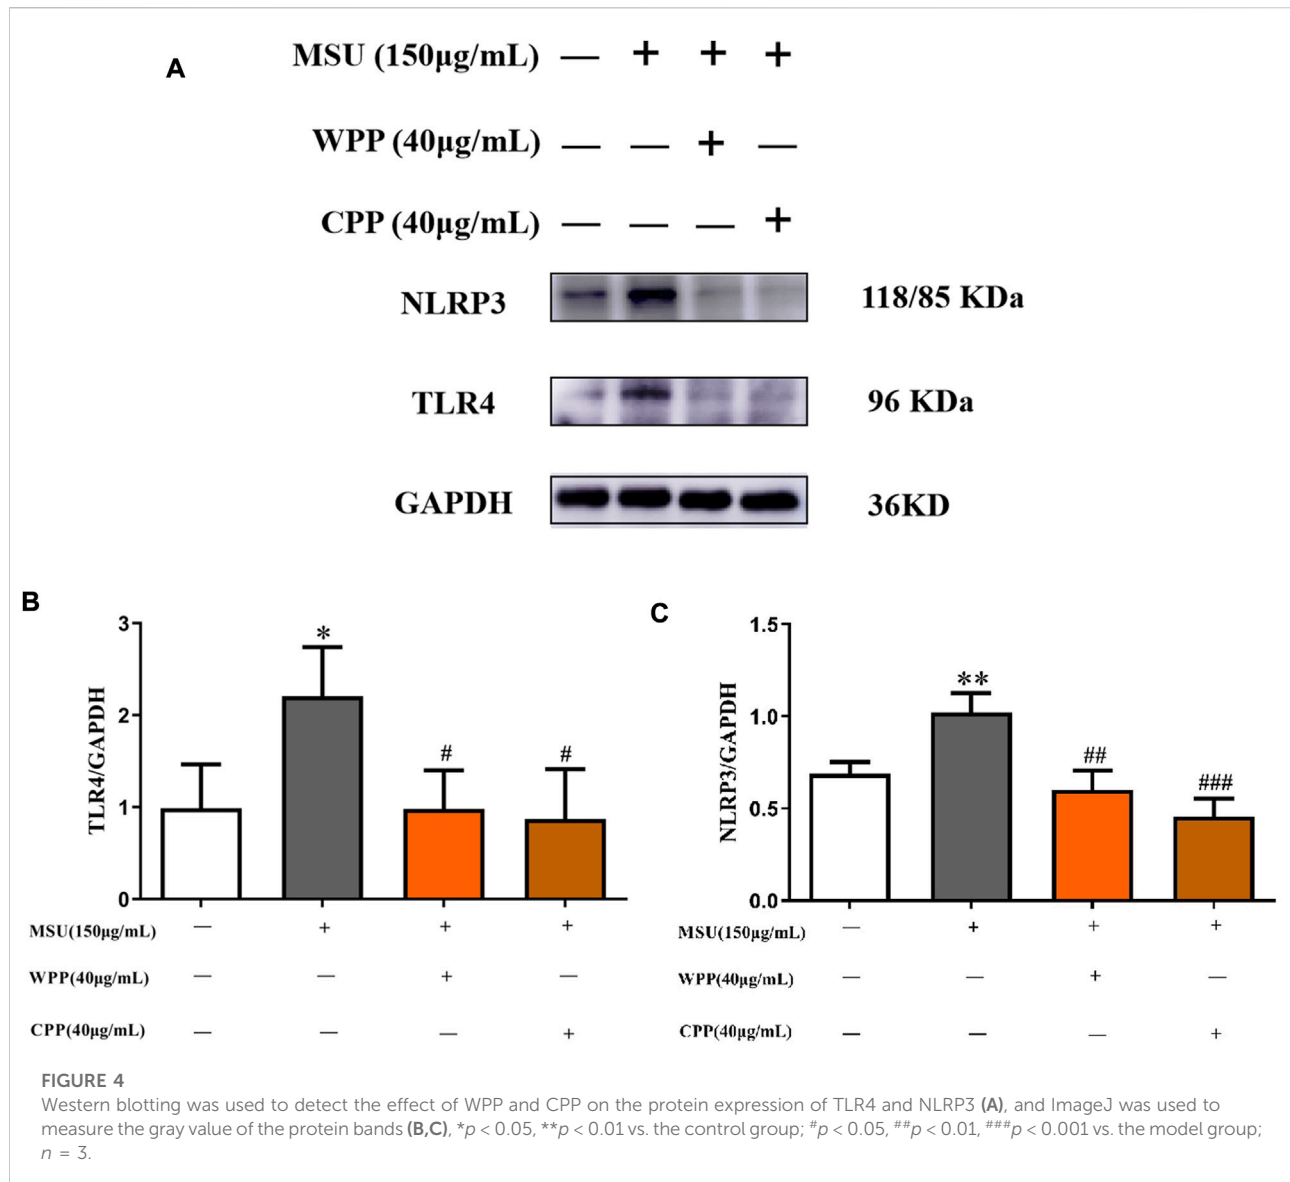 A
MSU (150μg/mL) — + + +
WPP (40μg/mL) — — + —
CPP (40μg/mL) — — — +
NLRP3 118/85 KDa
TLR4 96 KDa
GAPDH 36KD
B
TLR4/GAPDH
3
2
1
0
*
#
#
MSU(150μg/mL) — + + +
WPP(40μg/mL) — — + —
CPP(40μg/mL) — — — +
C
NLRP3/GAPDH
1.5
1.0
0.5
0.0
**
##
###
MSU(150μg/mL) — + + +
WPP(40μg/mL) — — + —
CPP(40μg/mL) — — — +
FIGURE 4
Western blotting was used to detect the effect of WPP and CPP on the protein expression of TLR4 and NLRP3 (A), and ImageJ was used to
measure the gray value of the protein bands (B,C), *p < 0.05, **p < 0.01 vs. the control group; #p < 0.05, ##p < 0.01, ###p < 0.001 vs. the model group;
n = 3.